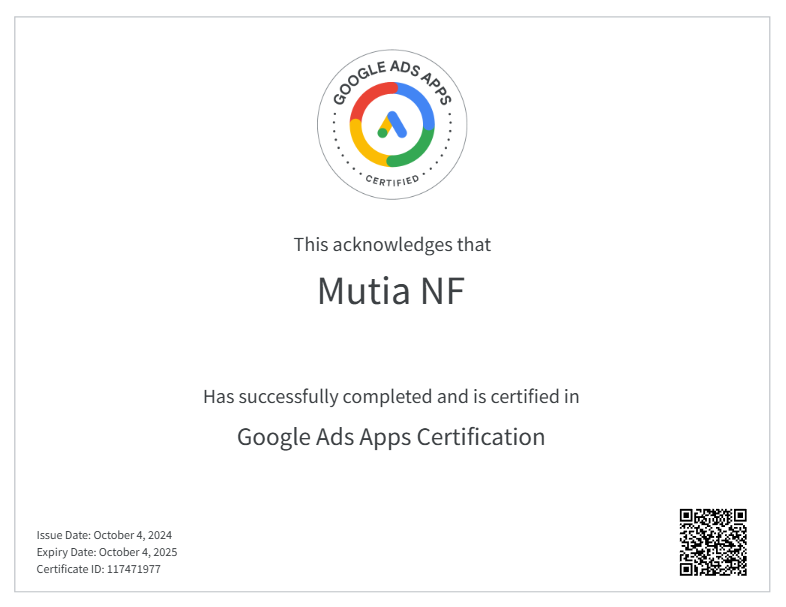 GOOGLE ADS APPS
CERTIFIED
This acknowledges that
Mutia NF
Has successfully completed and is certified in
Google Ads Apps Certification
Issue Date: October 4, 2024
Expiry Date: October 4, 2025
Certificate ID: 117471977